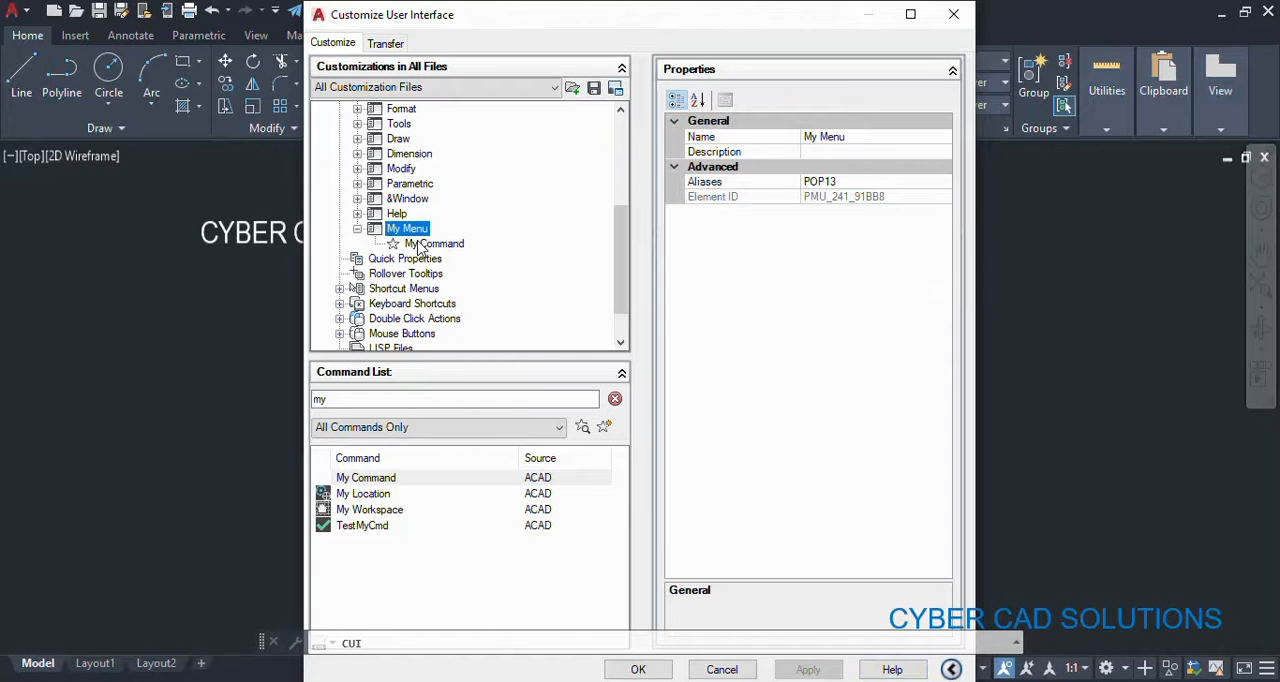 Customize User Interface
Home Insert Annotate Parametric View Ma
Customize Transfer
Customizations in All Files
Properties
All Customization Files
Line Polyline Circle Arc
Group Utilities Clipboard View
Format
Tools
Draw
Dimension
Modify
Parametric
&Window
Help
My Menu
My Command
Quick Properties
Rollover Tooltips
Shortcut Menus
Keyboard Shortcuts
Double Click Actions
Mouse Buttons
LISP Files
General
Name My Menu
Description
Advanced
Aliases POP13
Element ID PMU_241_91BB8
Draw Modify
Groups
[−][Top][2D Wireframe]
CYBER C
Command List:
my
All Commands Only
Command Source
My Command ACAD
My Location ACAD
My Workspace ACAD
TestMyCmd ACAD
General
CYBER CAD SOLUTIONS
CUI
Model Layout1 Layout2 +
OK Cancel Apply Help
1:1